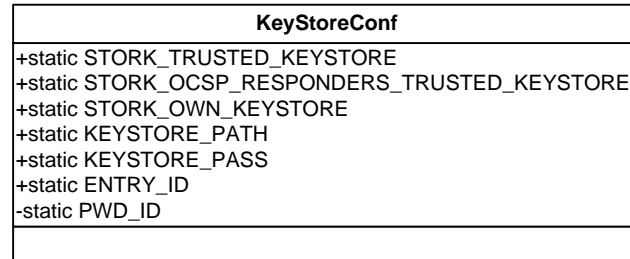 KeyStoreConf
+static STORK_TRUSTED_KEYSTORE
+static STORK_OCSP_RESPONDERS_TRUSTED_KEYSTORE
+static STORK_OWN_KEYSTORE
+static KEYSTORE_PATH
+static KEYSTORE_PASS
+static ENTRY_ID
-static PWD_ID